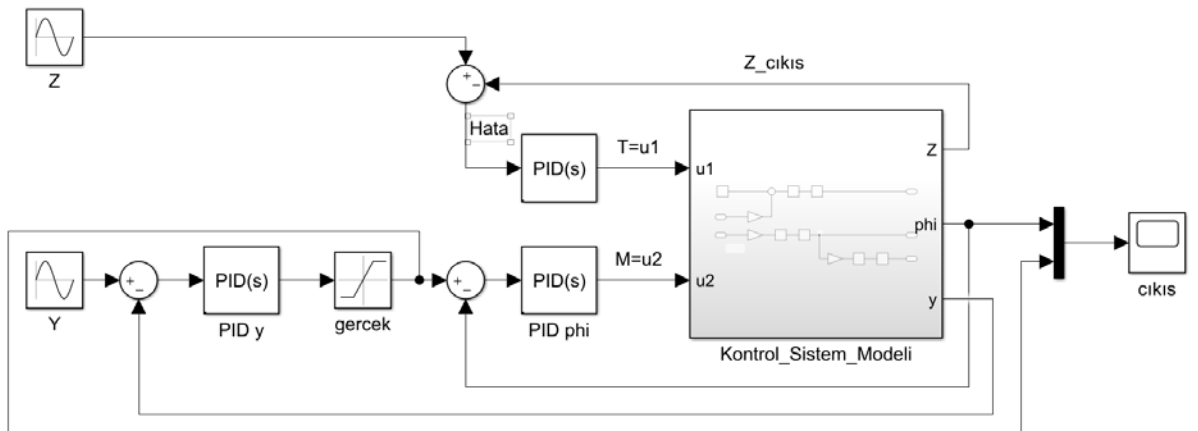 Z
Z_cıkıs
Hata
PID(s)
T=u1
u1
Z
phi
Y
PID(s)
PID y
gercek
PID(s)
PID phi
M=u2
u2
y
Kontrol_Sistem_Modeli
cıkıs